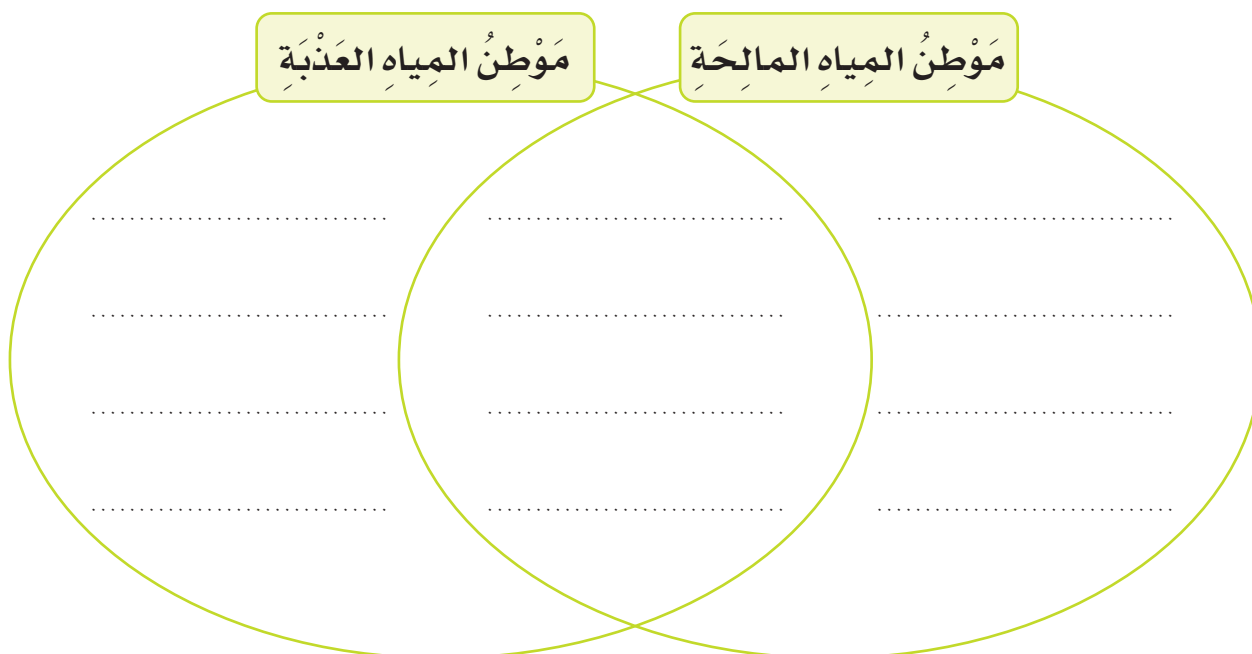 مَوْطِنُ المِياهِ المالِحَةِ
مَوْطِنُ المِياهِ العَذْبَةِ